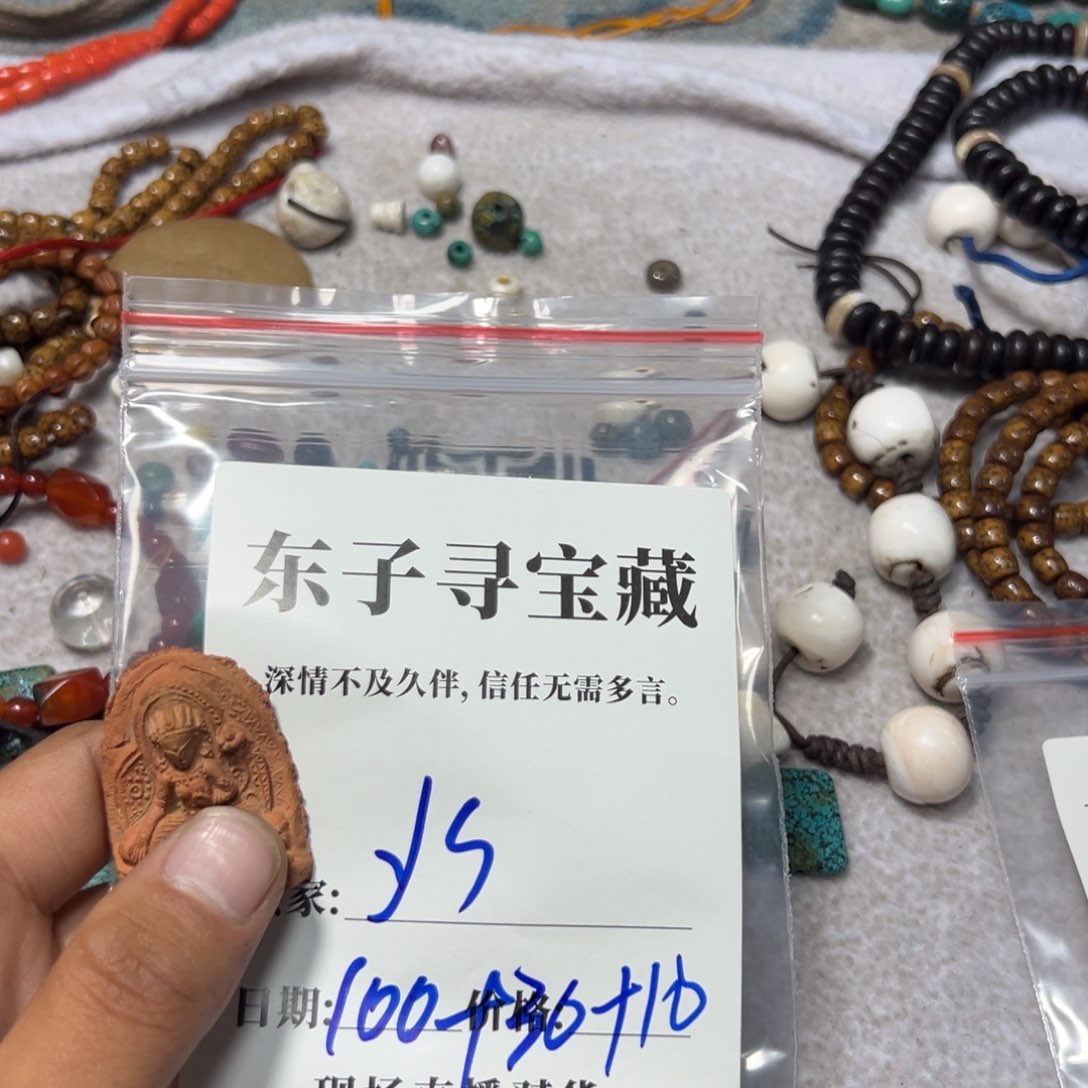 东子寻宝藏
深情不及久伴，信任无需多言。
家: ys
日期: 100+30+10 价格: